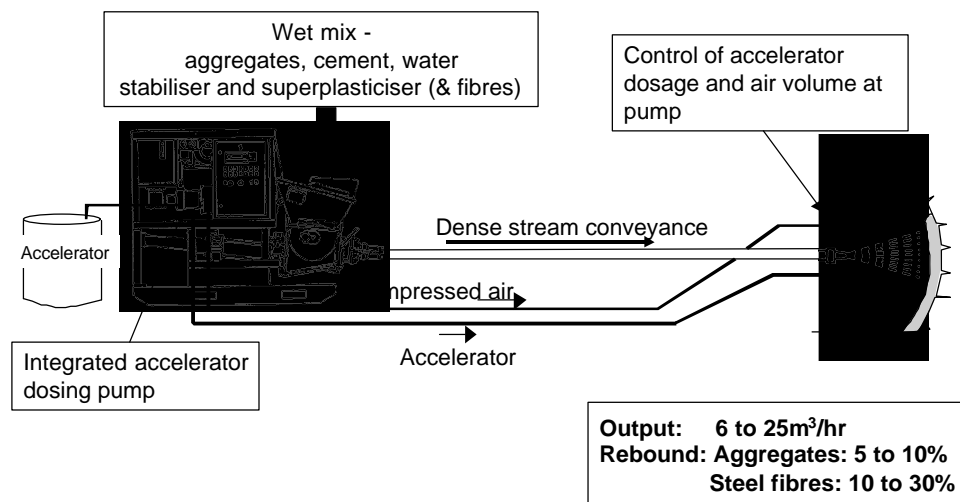 Wet mix -
aggregates, cement, water
stabiliser and superplasticiser (& fibres)
Control of accelerator
dosage and air volume at
pump
Accelerator
Dense stream conveyance
mpressed air
Accelerator
Integrated accelerator
dosing pump
Output: 6 to 25m³/hr
Rebound: Aggregates: 5 to 10%
Steel fibres: 10 to 30%